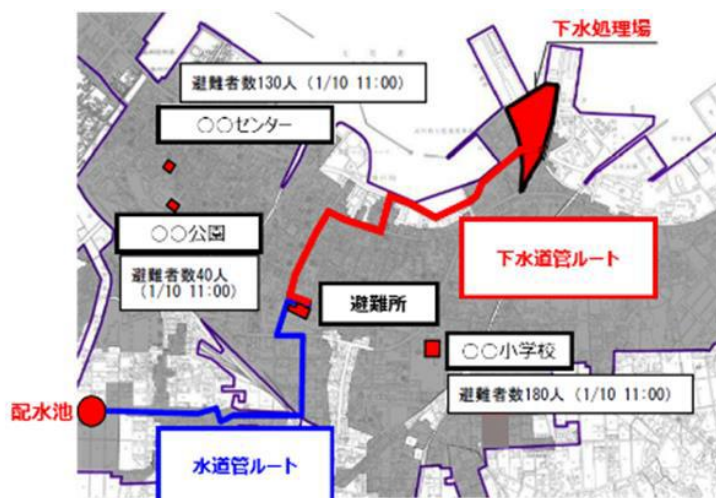 下水処理場
避難者数130人（1/10 11:00）
○○センター
○○公園
避難者数40人
（1/10 11:00）
下水道管ルート
避難所
○○小学校
避難者数180人（1/10 11:00）
配水池
水道管ルート